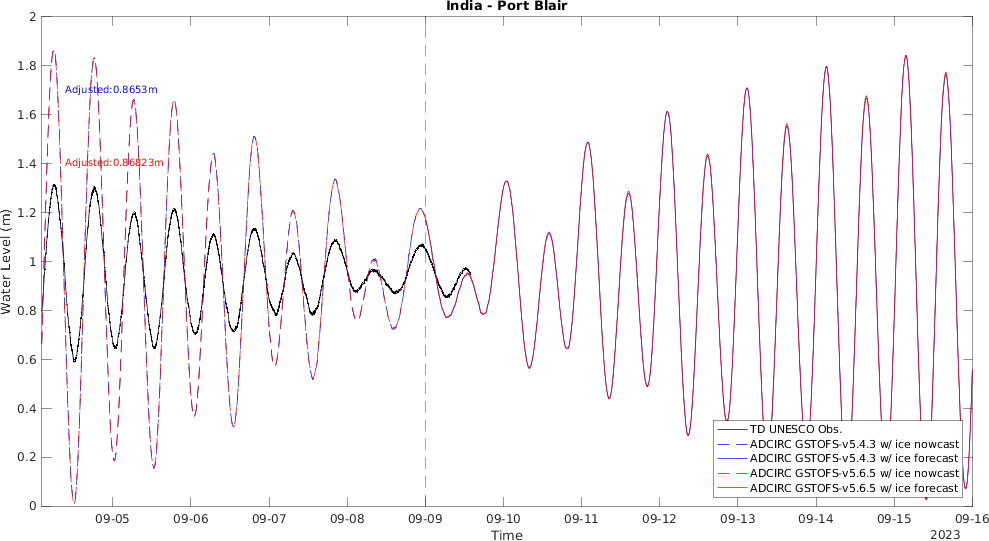 India - Port Blair
2
1.8
1.6
1.4
1.2
1
0.8
0.6
0.4
0.2
0
Water Level (m)
Adjusted:0.8653m
Adjusted:0.86823m
TD UNESCO Obs.
ADCIRC GSTOFS-v5.4.3 w/ ice nowcast
ADCIRC GSTOFS-v5.4.3 w/ ice forecast
ADCIRC GSTOFS-v5.6.5 w/ ice nowcast
ADCIRC GSTOFS-v5.6.5 w/ ice forecast
09-05 09-06 09-07 09-08 09-09 09-10 09-11 09-12 09-13 09-14 09-15 09-16
Time
2023